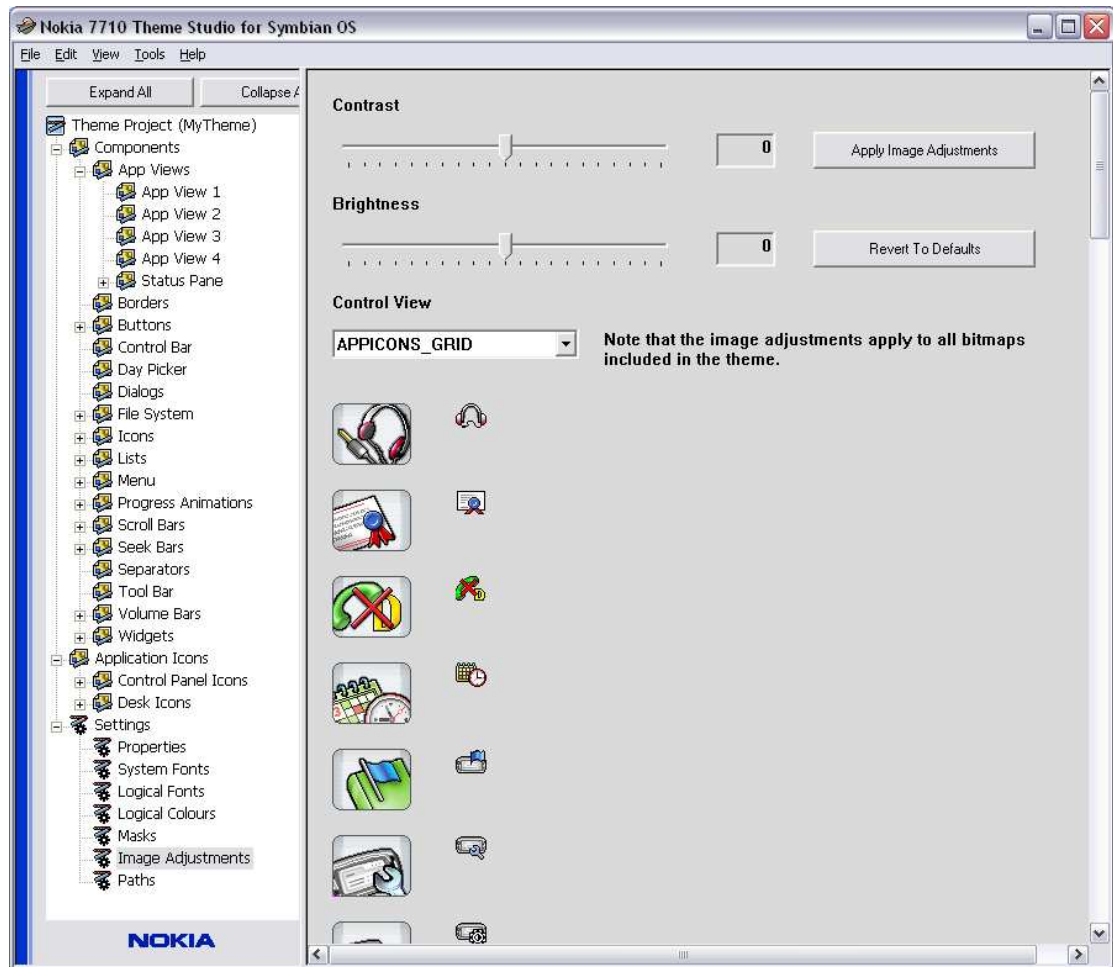 Nokia 7710 Theme Studio for Symbian OS
File Edit View Tools Help
Expand All
Collapse A
Theme Project (MyTheme)
Components
App Views
App View 1
App View 2
App View 3
App View 4
Status Pane
Borders
Buttons
Control Bar
Day Picker
Dialogs
File System
Icons
Lists
Menu
Progress Animations
Scroll Bars
Seek Bars
Separators
Tool Bar
Volume Bars
Widgets
Application Icons
Control Panel Icons
Desk Icons
Settings
Properties
System Fonts
Logical Fonts
Logical Colours
Masks
Image Adjustments
Paths
NOKIA
Contrast
0
Apply Image Adjustments
Brightness
0
Revert To Defaults
Control View
APPICONS_GRID
Note that the image adjustments apply to all bitmaps
included in the theme.